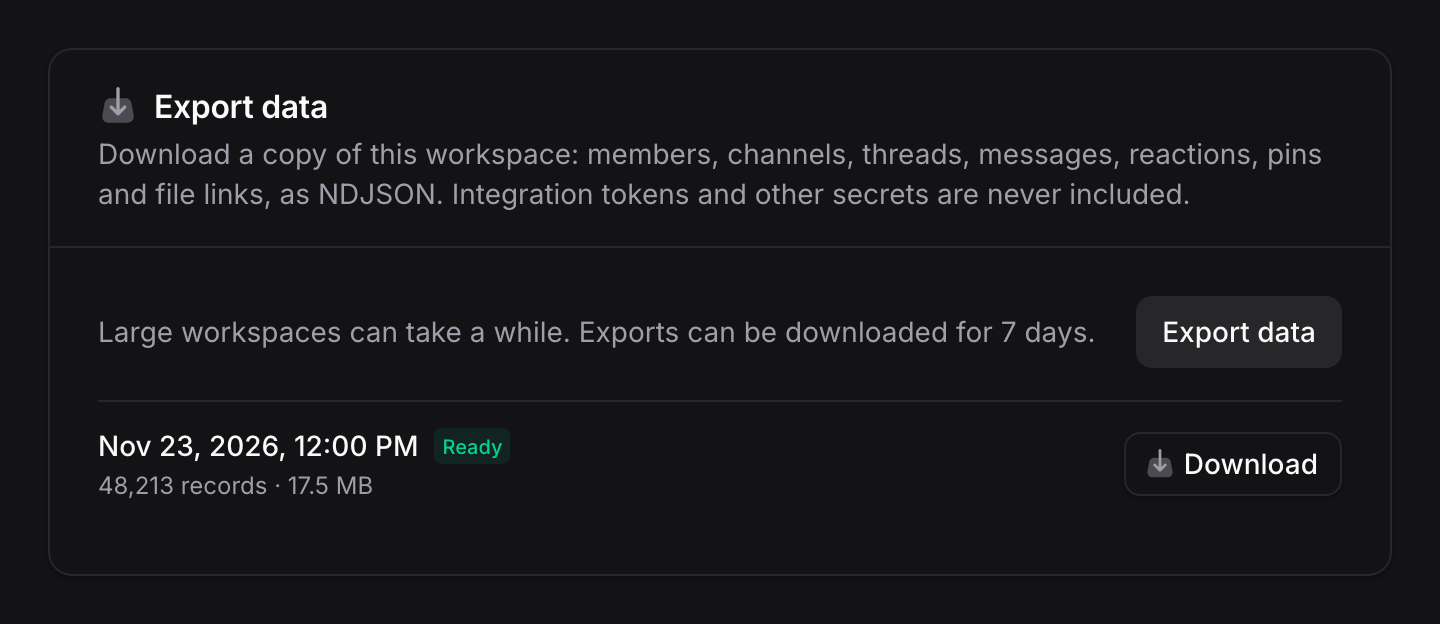 Export data
Download a copy of this workspace: members, channels, threads, messages, reactions, pins
and file links, as NDJSON. Integration tokens and other secrets are never included.
Large workspaces can take a while. Exports can be downloaded for 7 days.
Export data
Nov 23, 2026, 12:00 PM
Ready
48,213 records · 17.5 MB
Download